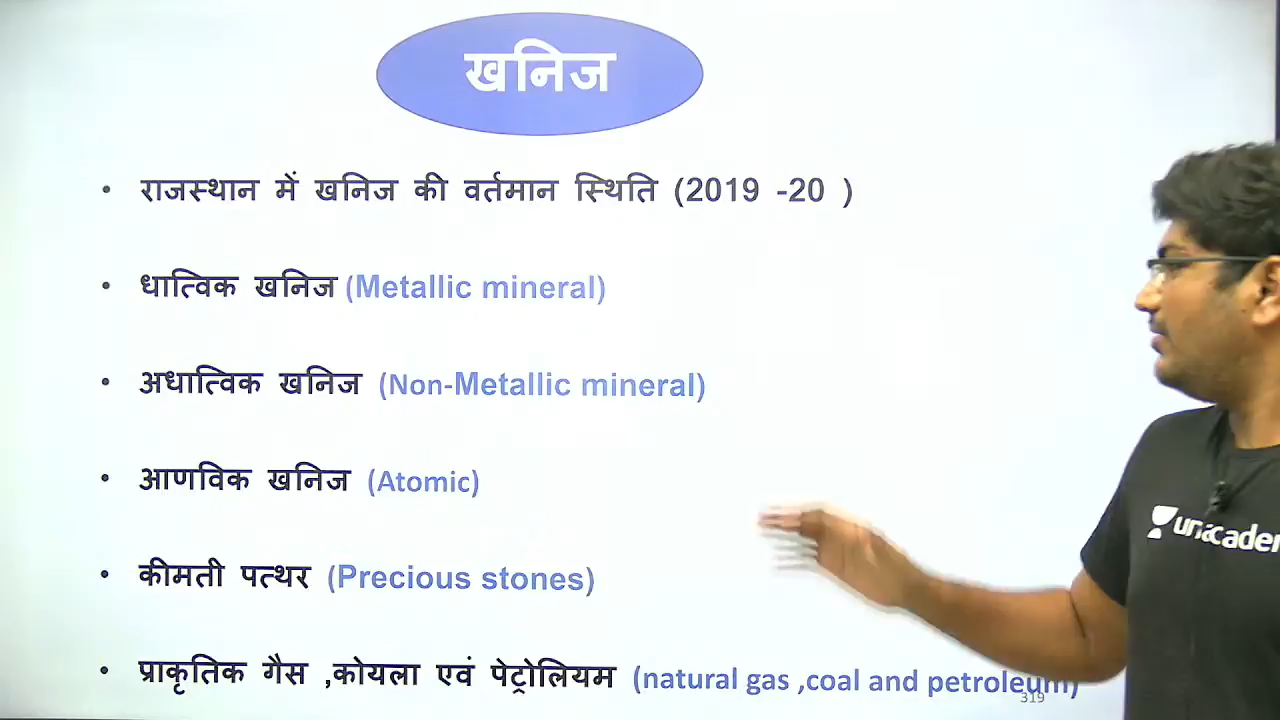 खनिज
• राजस्थान में खनिज की वर्तमान स्थिति (2019 -20 )
• धात्विक खनिज (Metallic mineral)
• अधात्विक खनिज (Non-Metallic mineral)
• आणविक खनिज (Atomic)
• कीमती पत्थर (Precious stones)
• प्राकृतिक गैस ,कोयला एवं पेट्रोलियम (natural gas ,coal and petroleum)
319